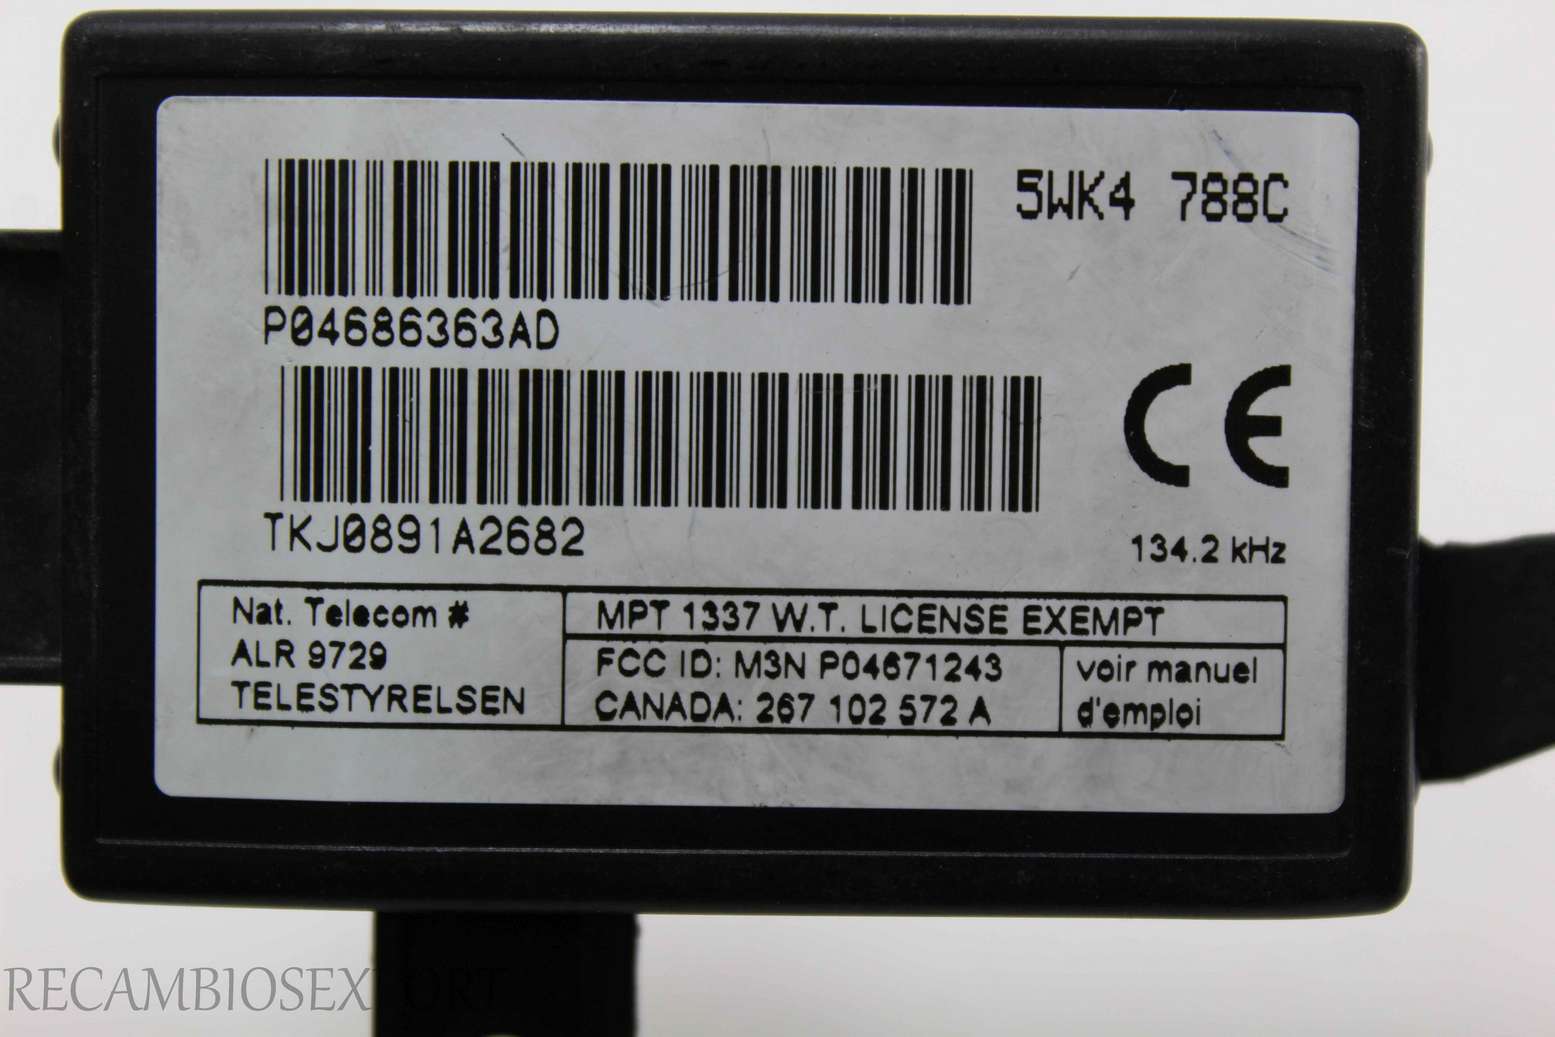 5WK4 788C
P04686363AD
TKJ0891A2682
CE
134.2 kHz
Nat. Telecom #
ALR 9729
TELESTYRELSEN
MPT 1337 W.T. LICENSE EXEMPT
FCC ID: M3N P04671243
CANADA: 267 102 572 A
voir manuel
d'emploi
RECAMBIOSEXPORT